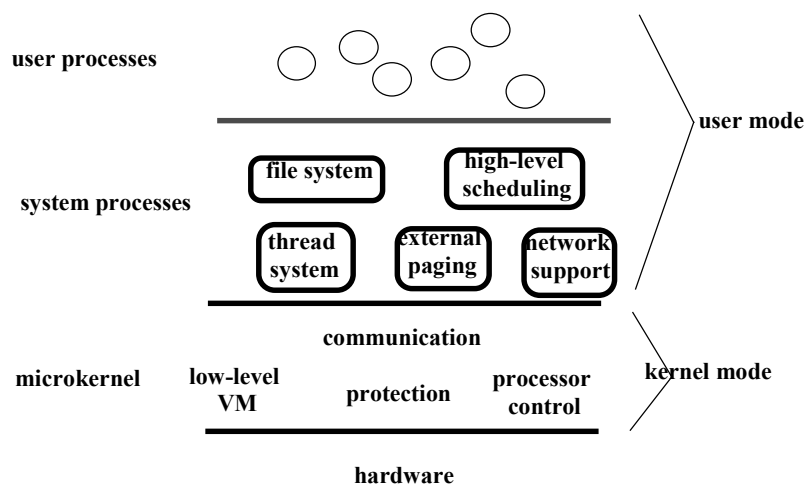 user processes
user mode
file system
high-level
scheduling
system processes
thread
system
external
paging
network
support
communication
microkernel
low-level
VM
protection
processor
control
kernel mode
hardware